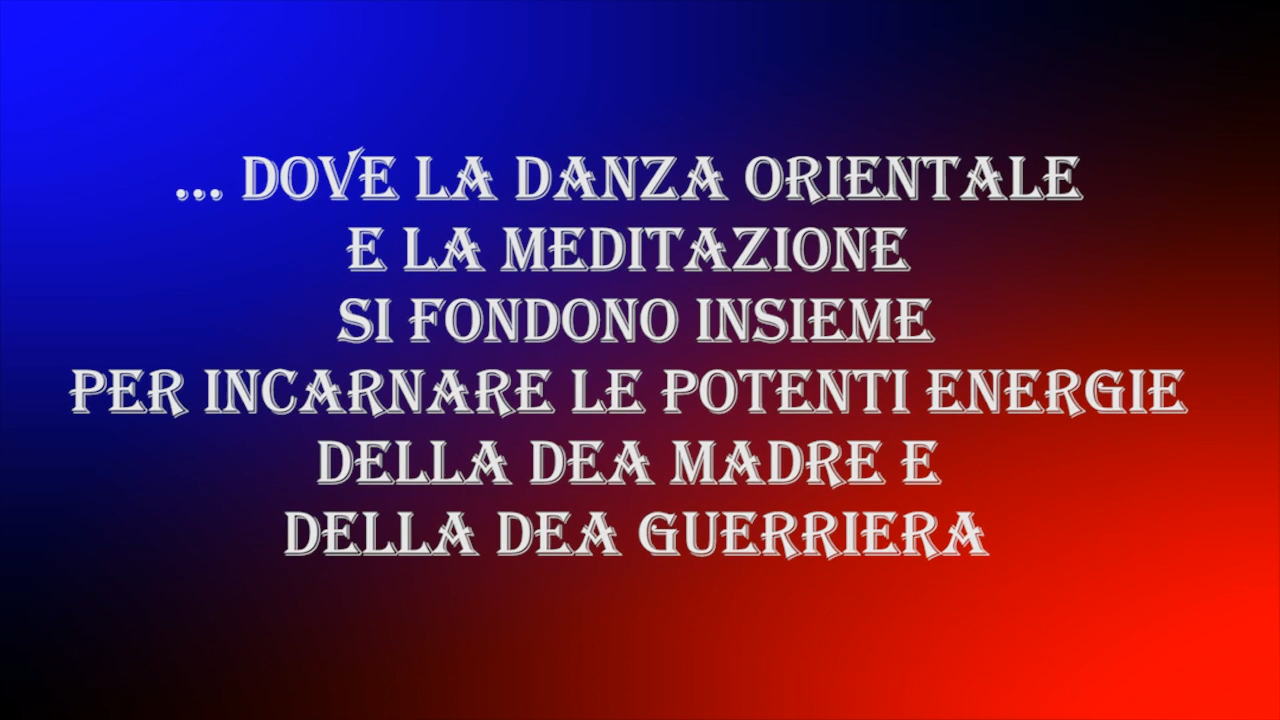 ... DOVE LA DANZA ORIENTALE
E LA MEDITAZIONE
SI FONDONO INSIEME
PER INCARNARE LE POTENTI ENERGIE
DELLA DEA MADRE E
DELLA DEA GUERRIERA